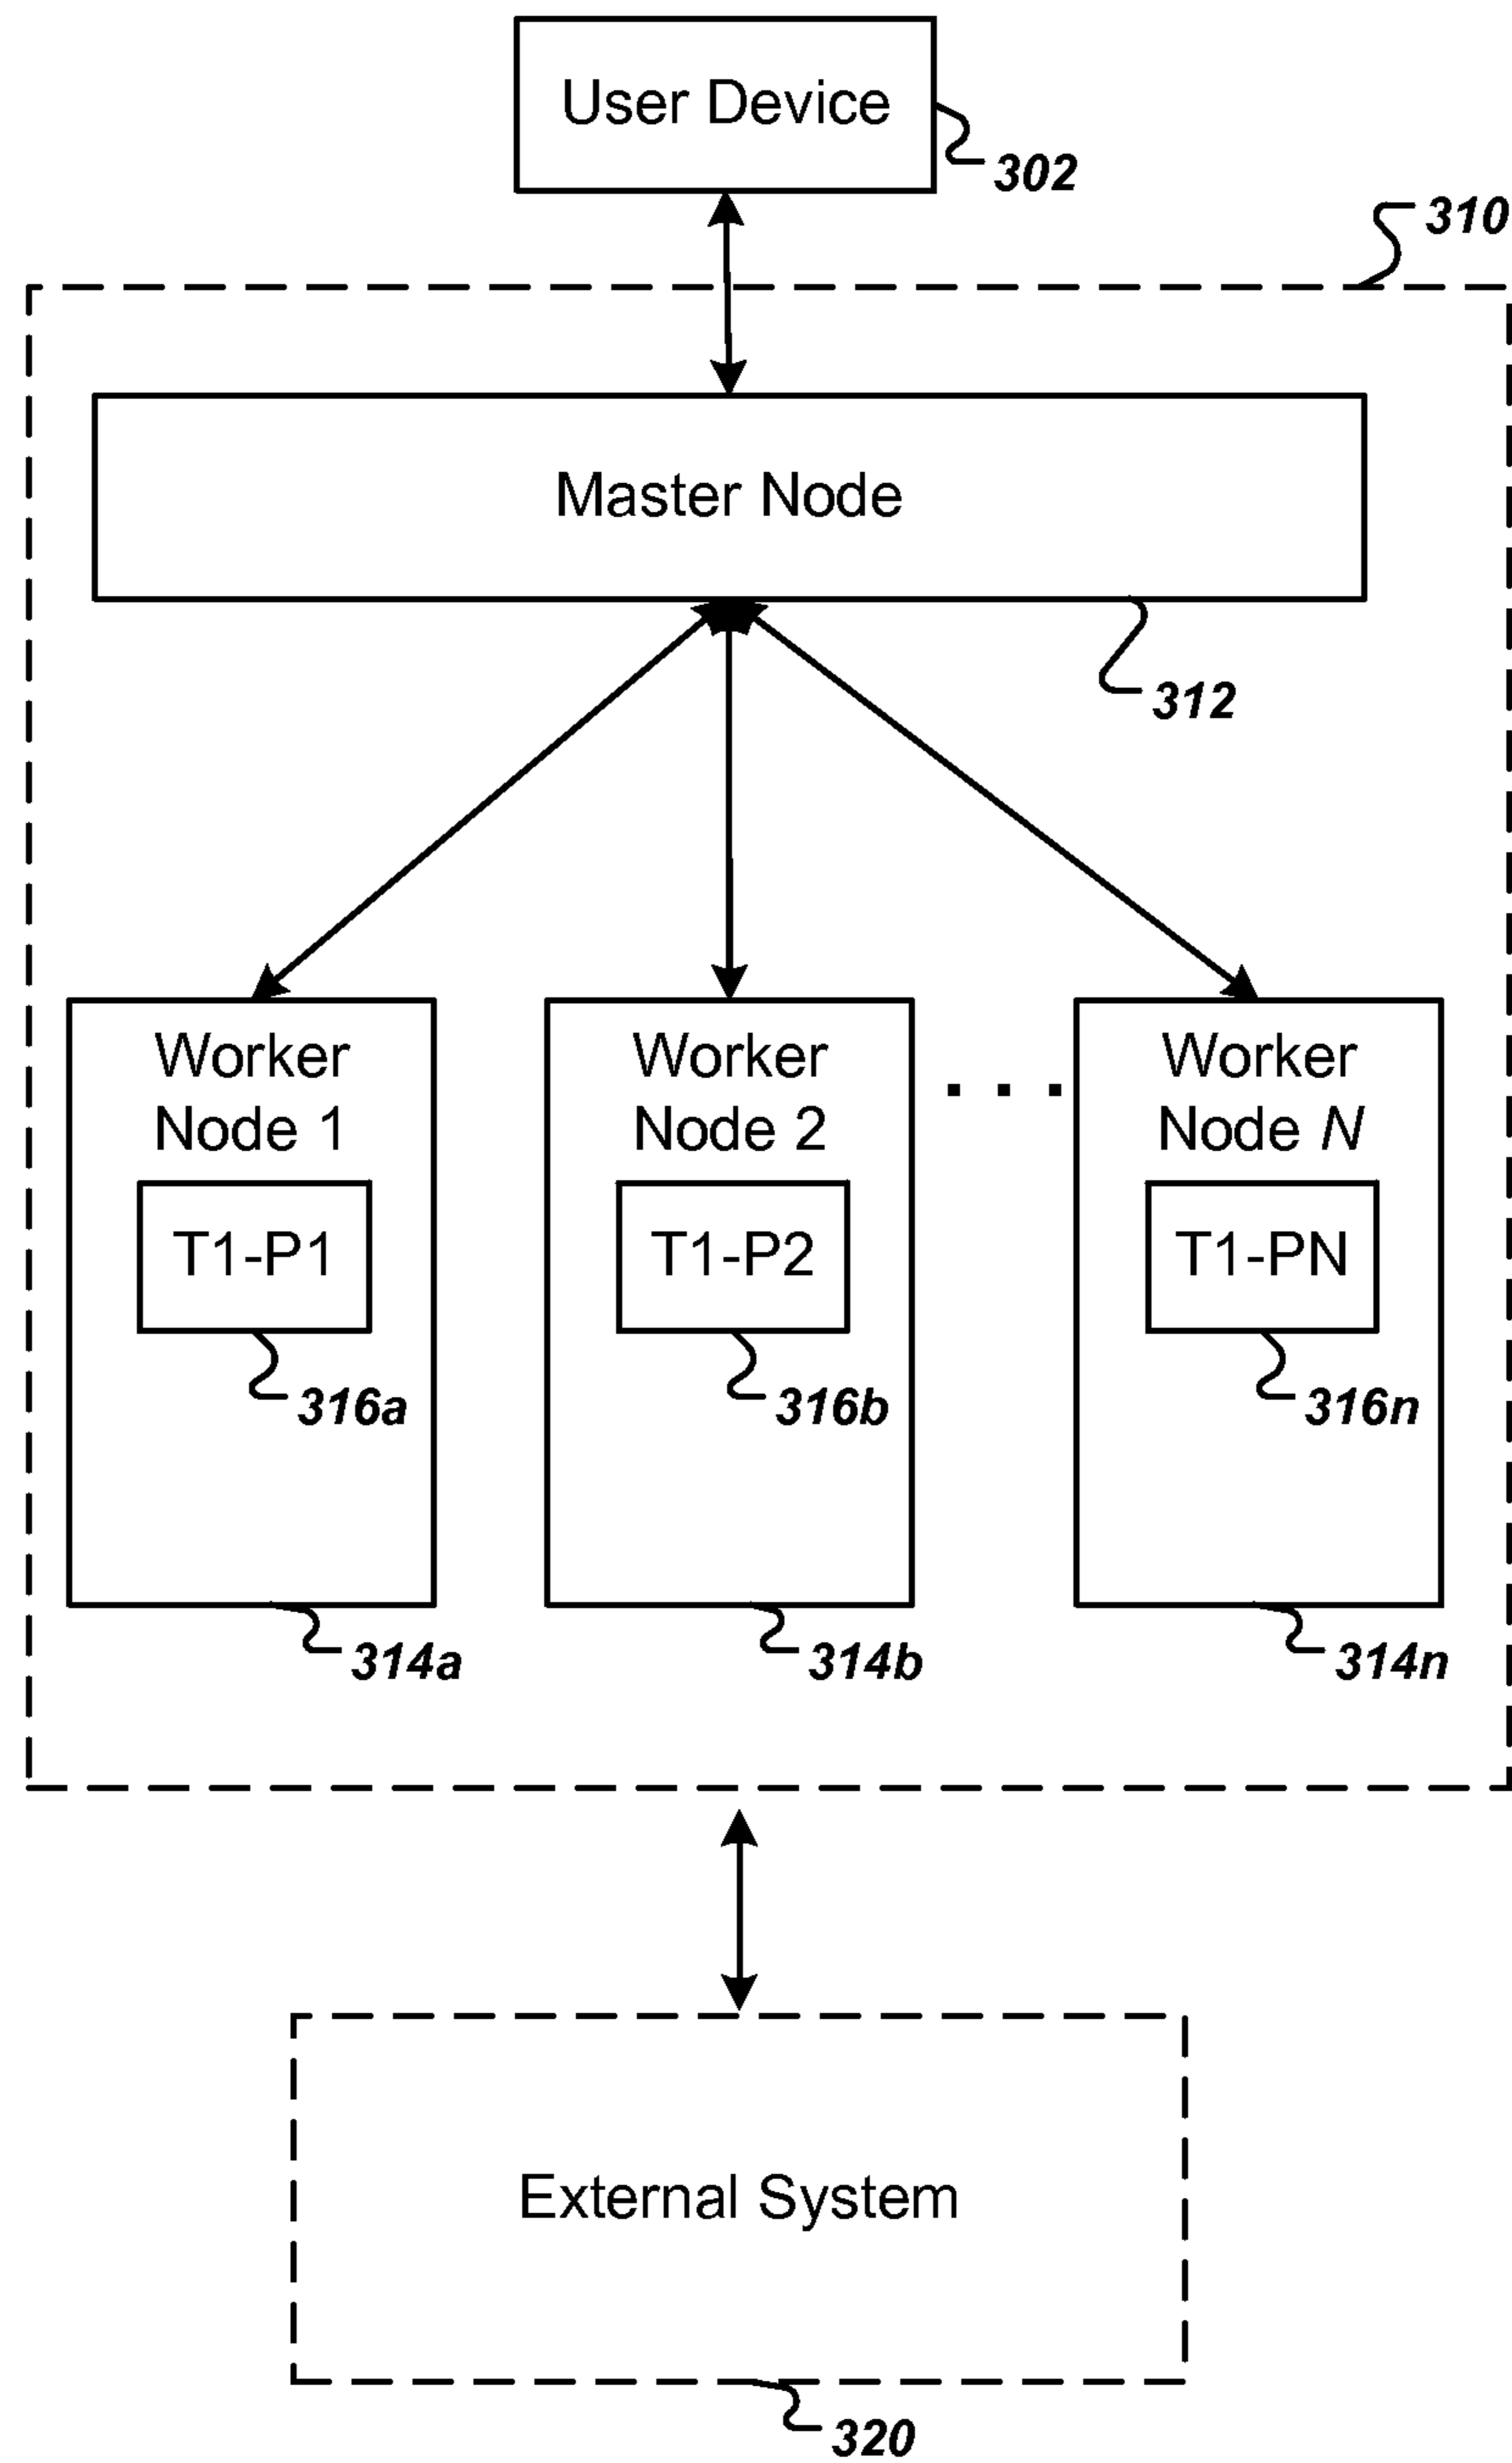 User Device
302
310
Master Node
312
Worker
Node 1
Worker
Node 2
. . .
Worker
Node N
T1-P1
T1-P2
T1-PN
316a
316b
316n
314a
314b
314n
External System
320